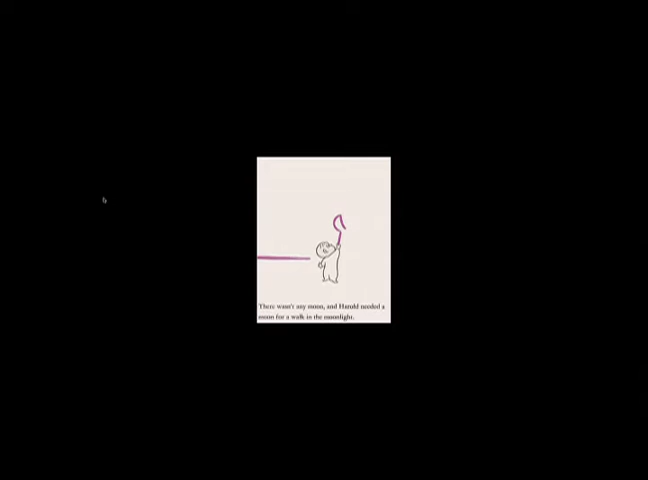 There wasn't any moon, and Harold needed a
moon for a walk in the moonlight.